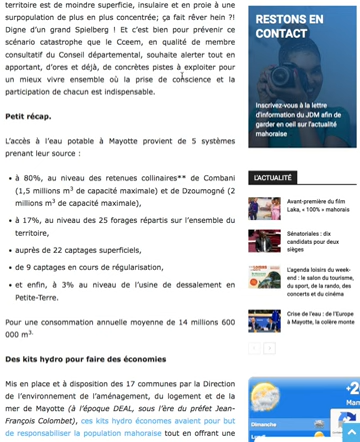 territoire est de moindre superficie, insulaire et en proie à une
surpopulation de plus en plus concentrée; ça fait rêver hein ?!
Digne d'un grand Spielberg ! Et c'est bien pour prévenir ce
scénario catastrophe que le Cceem, en qualité de membre
consultatif du Conseil départemental, souhaite alerter tout en
apportant, d'ores et déjà, de concrètes pistes à exploiter pour
un mieux vivre ensemble où la prise de conscience et la
participation de chacun est indispensable.
Petit récap.
L'accès à l'eau potable à Mayotte provient de 5 systèmes
prenant leur source :
• à 80%, au niveau des retenues collinaires** de Combani
(1,5 millions m³ de capacité maximale) et de Dzoumogné (2
millions m³ de capacité maximale),
• à 17%, au niveau des 25 forages répartis sur l'ensemble du
territoire,
• auprès de 22 captages superficiels,
• de 9 captages en cours de régularisation,
• et enfin, à 3% au niveau de l'usine de dessalement en
Petite-Terre.
Pour une consommation annuelle moyenne de 14 millions 600
000 m³.
Des kits hydro pour faire des économies
Mis en place et à disposition des 17 communes par la Direction
de l'environnement de l'aménagement, du logement et de la
mer de Mayotte (à l'époque DEAL, sous l'ère du préfet Jean-
François Colombet), ces kits hydro économes avaient pour but
de responsabiliser la population mahoraise tout en offrant une
RESTONS EN
CONTACT
Inscrivez-vous à la lettre
d'information du JDM afin de
garder en oeil sur l'actualité
mahoraise
L'ACTUALITÉ
Avant-première du film
Laka, « 100% » mahorais
Sénatoriales : dix
candidats pour deux
sièges
L'agenda loisirs du week-
end : le salon du tourisme,
du sport, de la rando, des
concerts et du cinéma
Crise de l'eau : de l'Europe
à Mayotte, la colère monte
+2
Mam
Dimanche